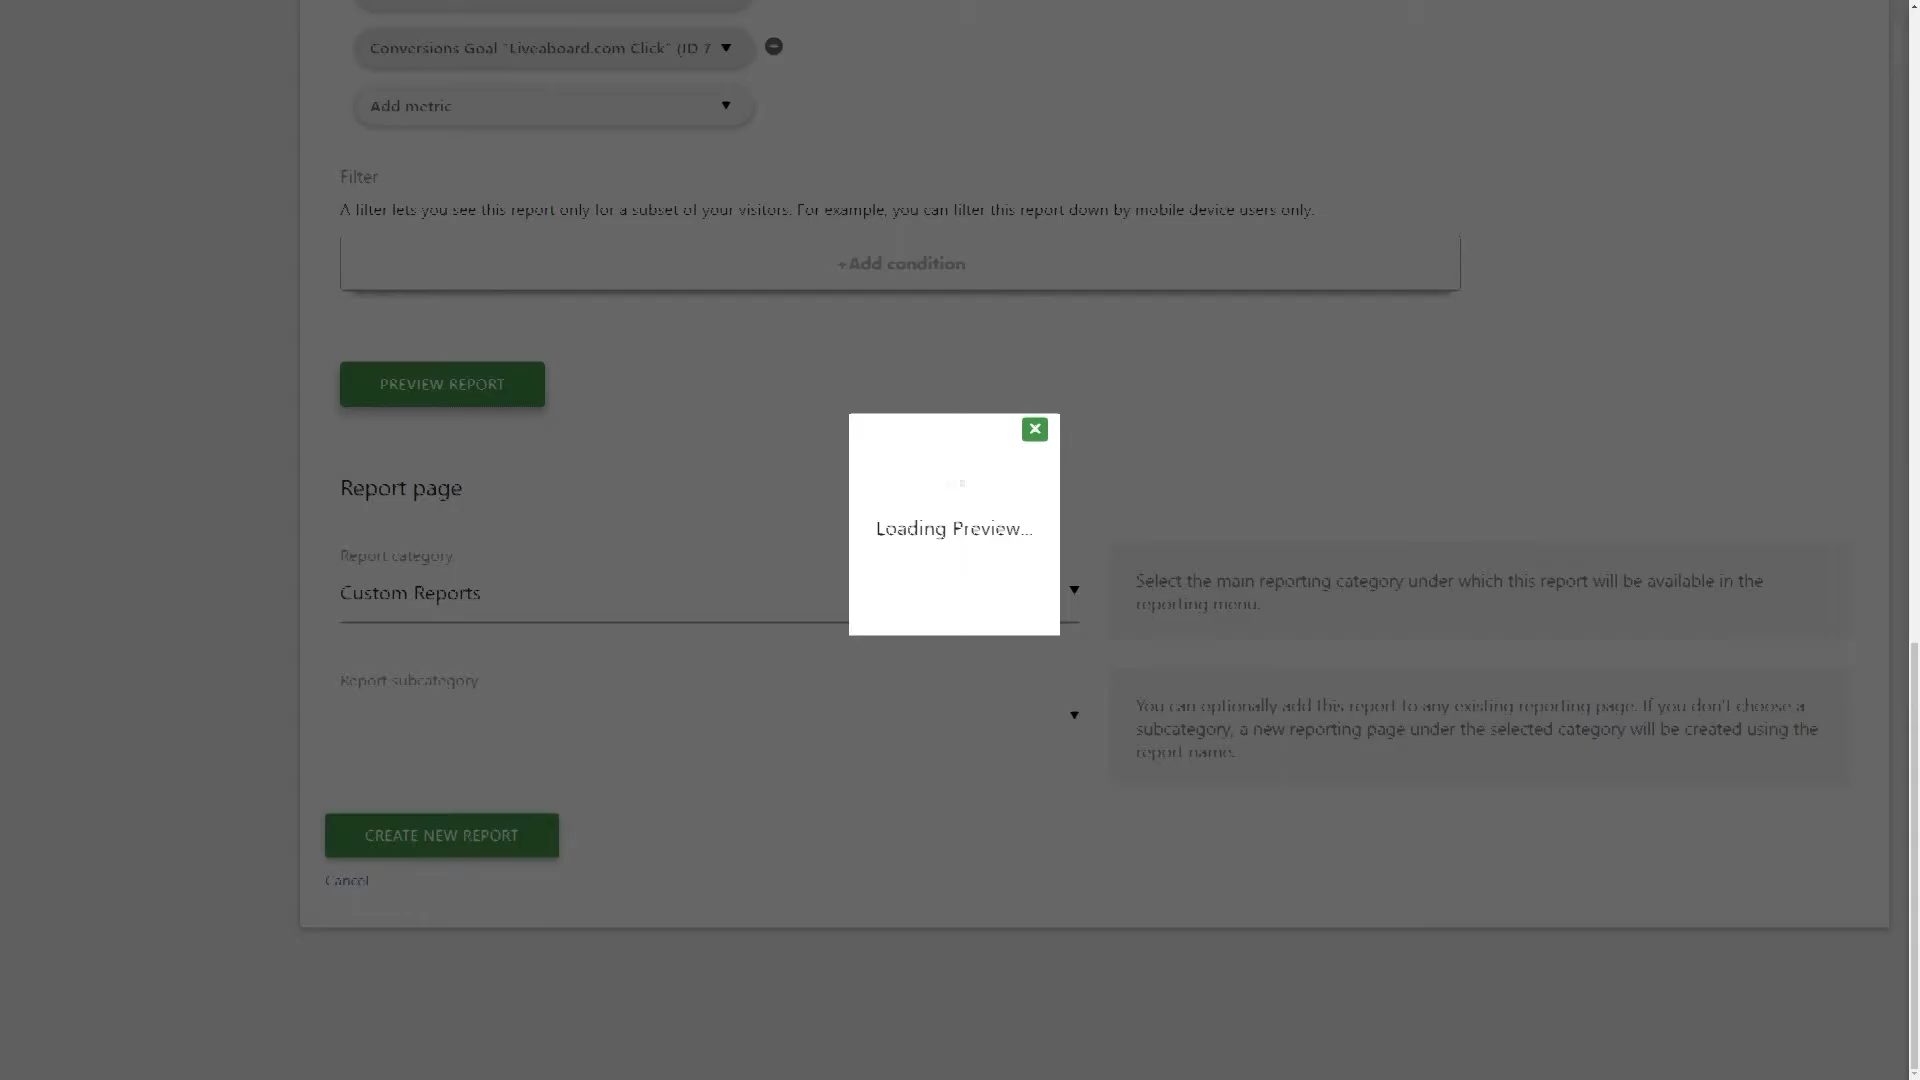 Conversions Goal "Liveaboard.com Click" (ID 7
Add metric
Filter
A filter lets you see this report only for a subset of your visitors. For example, you can filter this report down by mobile device users only.
+Add condition
PREVIEW REPORT
Loading Preview...
Report page
Report category
Custom Reports
Select the main reporting category under which this report will be available in the
reporting menu.
Report subcategory
You can optionally add this report to any existing reporting page. If you don't choose a
subcategory, a new reporting page under the selected category will be created using the
report name.
CREATE NEW REPORT
Cancel